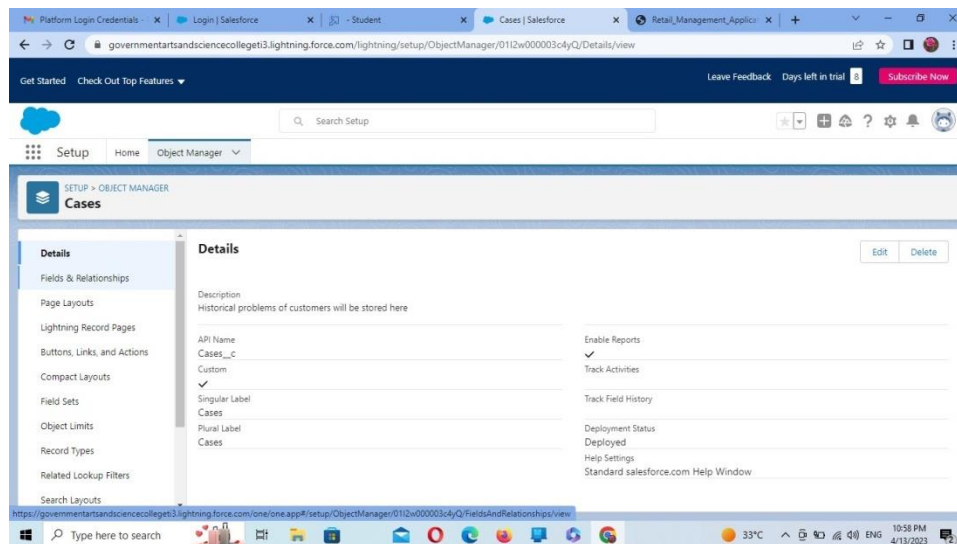 Platform Login Credentials -
Login | Salesforce
- Student
Cases | Salesforce
Retail_Management_Applicat
governmentartsandsciencecollegeti3.lightning.force.com/lightning/setup/ObjectManager/01I2w000003c4yQ/Details/view
Get Started Check Out Top Features
Leave Feedback Days left in trial 8 Subscribe Now
Search Setup
Setup Home Object Manager
SETUP > OBJECT MANAGER
Cases
Details
Fields & Relationships
Page Layouts
Lightning Record Pages
Buttons, Links, and Actions
Compact Layouts
Field Sets
Object Limits
Record Types
Related Lookup Filters
Search Layouts
Details
Edit Delete
Description
Historical problems of customers will be stored here
API Name
Cases__c
Custom
Singular Label
Cases
Plural Label
Cases
Enable Reports
Track Activities
Track Field History
Deployment Status
Deployed
Help Settings
Standard salesforce.com Help Window
https://governmentartsandsciencecollegeti3.lightning.force.com/one/one.app#/setup/ObjectManager/01I2w000003c4yQ/FieldsAndRelationships/view
Type here to search
33°C
ENG
10:58 PM
4/13/2023